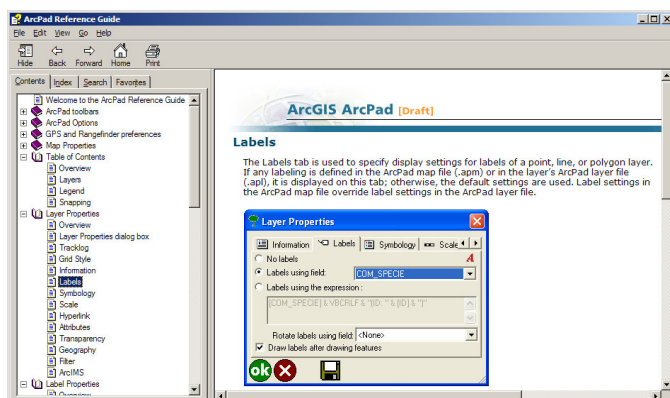 ArcPad Reference Guide
File Edit View Go Help
Hide Back Forward Home Print
Contents Index Search Favorites
Welcome to the ArcPad Reference Guide
ArcPad toolbars
ArcPad Options
GPS and Rangefinder preferences
Map Properties
Table of Contents
Overview
Layers
Legend
Snapping
Layer Properties
Overview
Layer Properties dialog box
Tracklog
Grid Style
Information
Labels
Symbology
Scale
Hyperlink
Attributes
Transparency
Geography
Filter
ArcIMS
Label Properties
Overview
ArcGIS ArcPad [Draft]
Labels
The Labels tab is used to specify display settings for labels of a point, line, or polygon layer.
If any labeling is defined in the ArcPad map file (.apm) or in the layer's ArcPad layer file
(.apl), it is displayed on this tab; otherwise, the default settings are used. Label settings in
the ArcPad map file override label settings in the ArcPad layer file.
Layer Properties
Information Labels Symbology Scale
No labels
A
Labels using field: COM_SPECIE
Labels using the expression:
[COM_SPECIE] & VBCRLF & "(ID: " & [ID] & ")"
Rotate labels using field: <None>
Draw labels after drawing features
ok